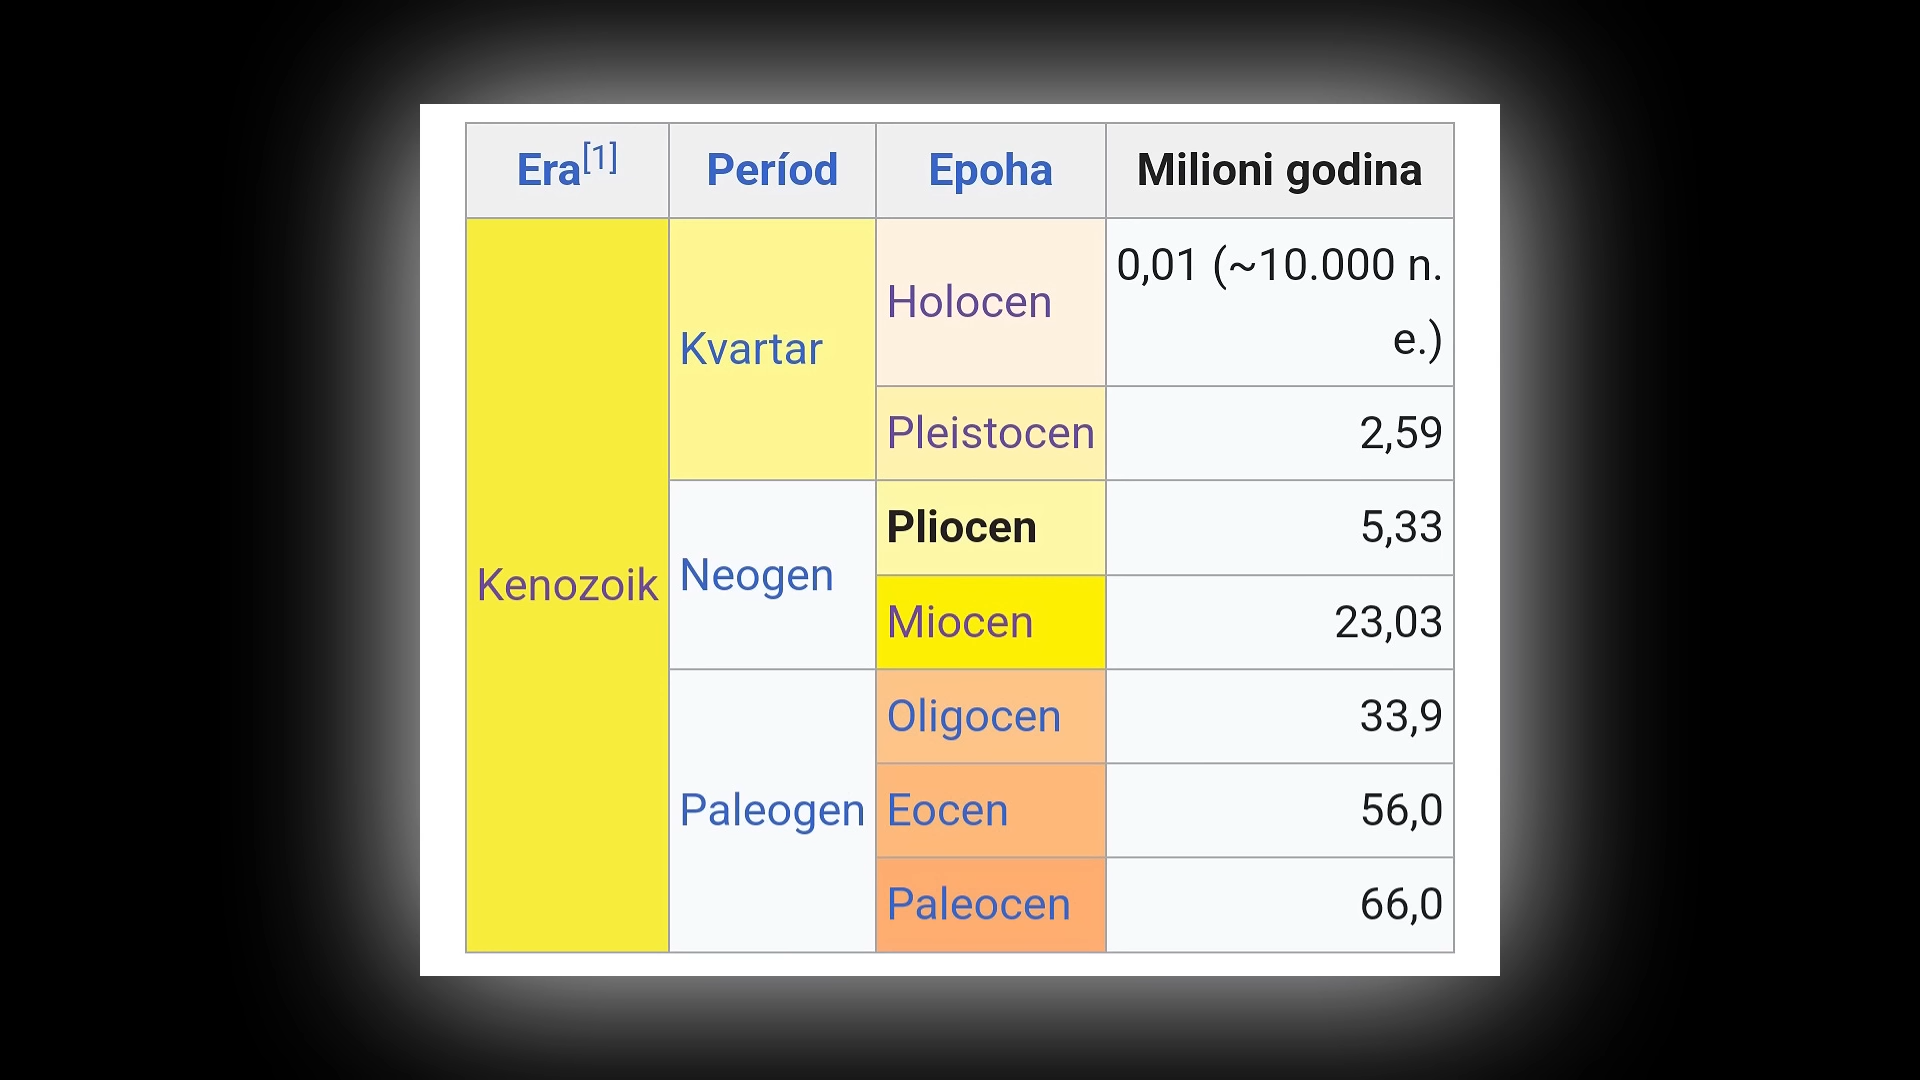 Era[1] Períod Epoha Milioni godina
Kenozoik Kvartar Holocen 0,01 (~10.000 n.
e.)
Pleistocen 2,59
Neogen Pliocen 5,33
Miocen 23,03
Paleogen Oligocen 33,9
Eocen 56,0
Paleocen 66,0